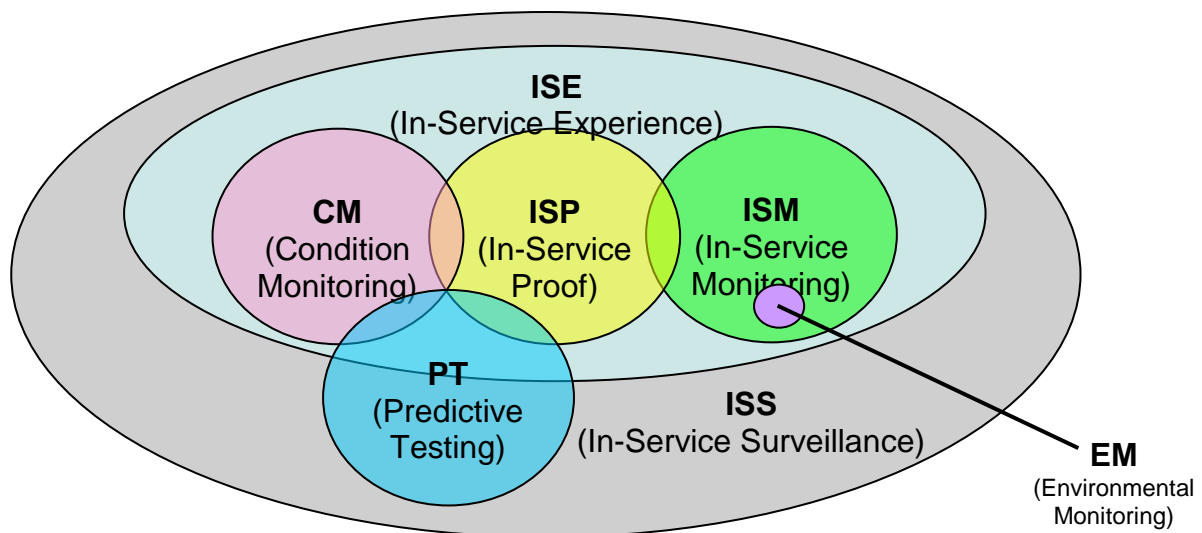 ISE
(In-Service Experience)
CM
(Condition
Monitoring)
ISP
(In-Service
Proof)
ISM
(In-Service
Monitoring)
PT
(Predictive
Testing)
ISS
(In-Service Surveillance)
EM
(Environmental
Monitoring)